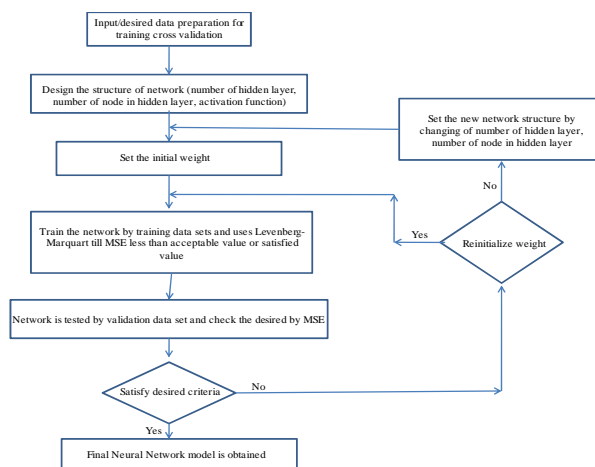 Input/desired data preparation for
training cross validation
Design the structure of network (number of hidden layer,
number of node in hidden layer, activation function)
Set the new network structure by
changing of number of hidden layer,
number of node in hidden layer
Set the initial weight
No
Train the network by training data sets and uses Levenberg-
Marquart till MSE less than acceptable value or satisfied
value
Yes
Reinitialize weight
Network is tested by validation data set and check the desired by MSE
Satisfy desired criteria
No
Yes
Final Neural Network model is obtained